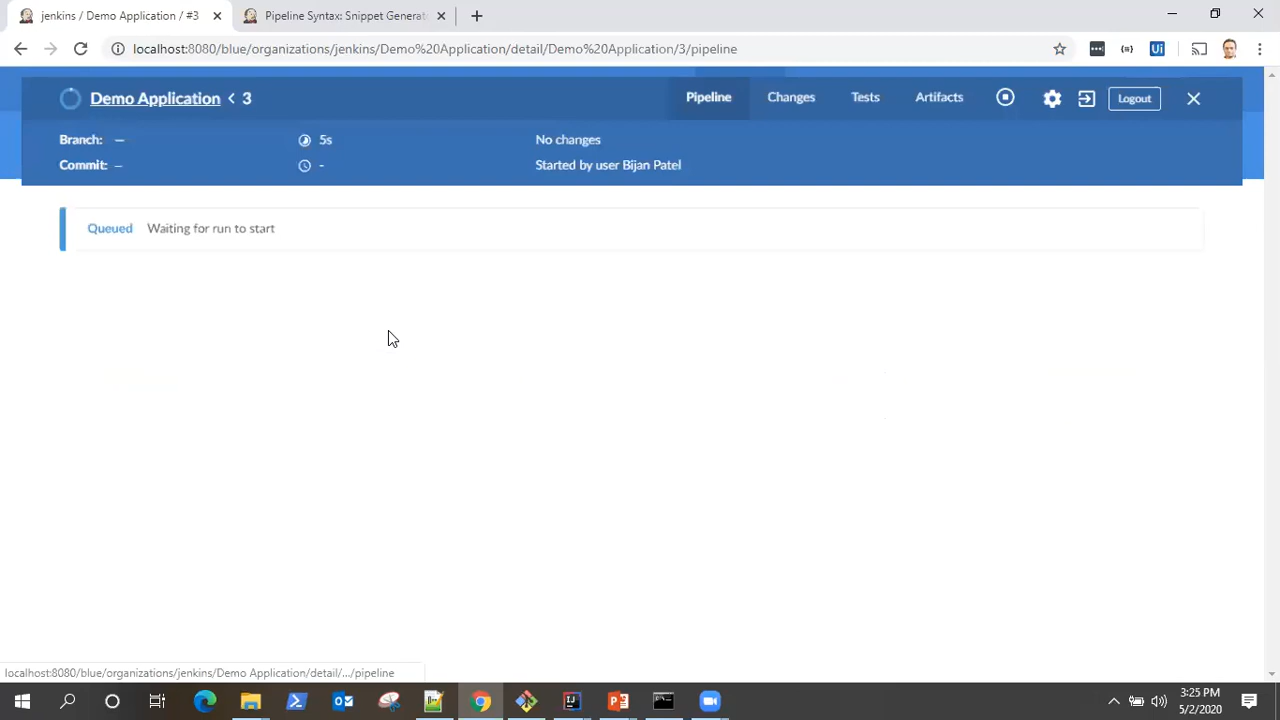 jenkins / Demo Application / #3
Pipeline Syntax: Snippet Generat
localhost:8080/blue/organizations/jenkins/Demo%20Application/detail/Demo%20Application/3/pipeline
Demo Application < 3
Pipeline
Changes
Tests
Artifacts
Logout
Branch: —
5s
No changes
Commit: —
-
Started by user Bijan Patel
Queued Waiting for run to start
localhost:8080/blue/organizations/jenkins/Demo Application/detail/.../pipeline
3:25 PM
5/2/2020